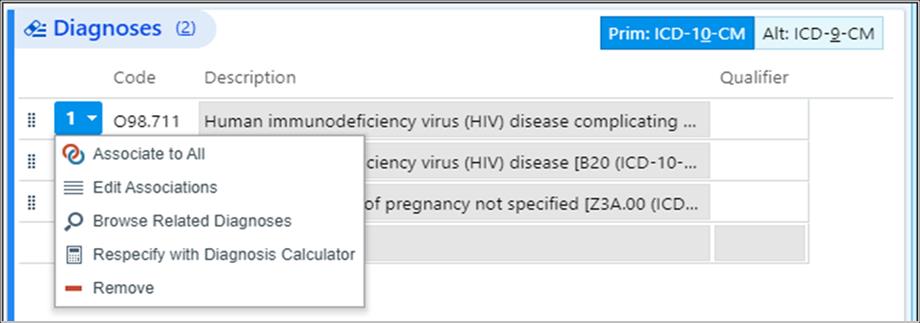 Diagnoses (2)
Prim: ICD-10-CM Alt: ICD-9-CM
Code Description Qualifier
1 O98.711 Human immunodeficiency virus (HIV) disease complicating ...
Associate to All
ciency virus (HIV) disease [B20 (ICD-10-...
Edit Associations
of pregnancy not specified [Z3A.00 (ICD...
Browse Related Diagnoses
Respecify with Diagnosis Calculator
Remove